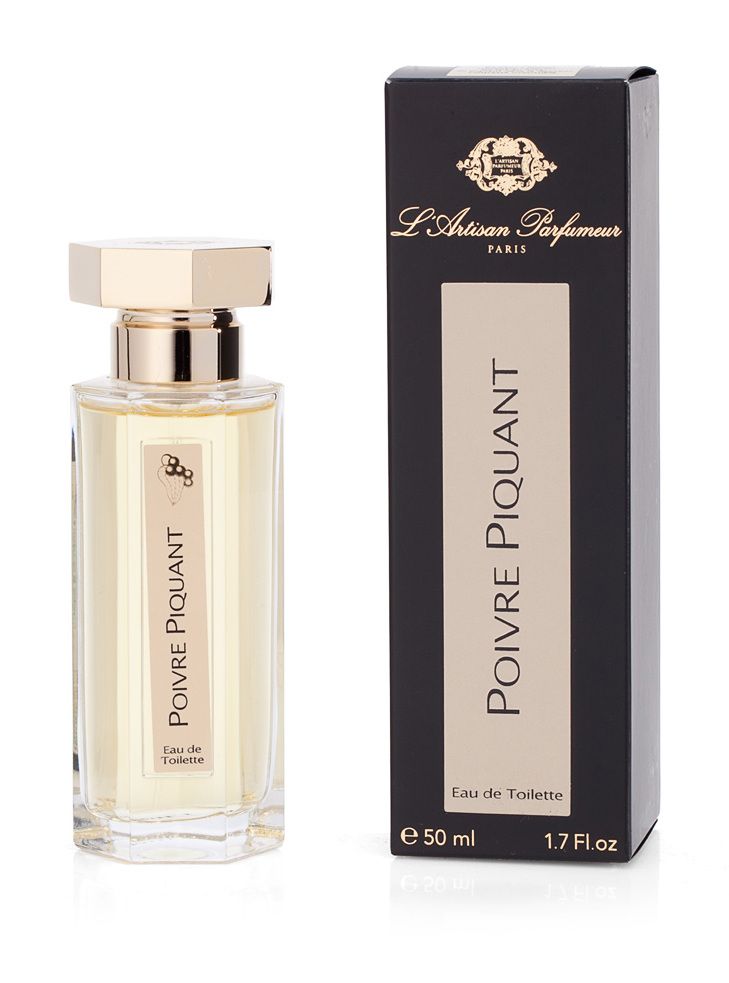 POIVRE PIQUANT
Eau de
Toilette
L'ARTISAN
PARFUMEUR
PARIS
L'Artisan Parfumeur
PARIS
POIVRE PIQUANT
Eau de Toilette
e 50 ml 1.7 Fl.oz